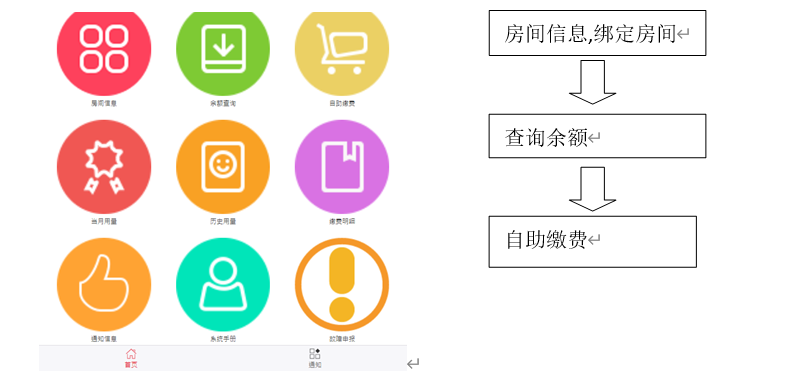 房间信息
余额查询
自助缴费
当月用量
历史用量
缴费明细
通知信息
系统手册
故障申报
首页
通知
房间信息,绑定房间
查询余额
自助缴费